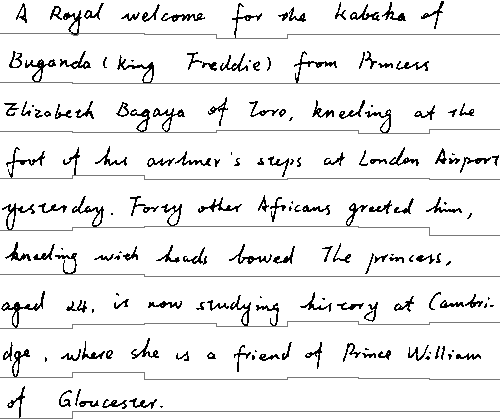 A Royal welcome for the Kabaka of
Buganda (King Freddie) from Princess
Elizabeth Bagaya of Toro, kneeling at the
foot of his airliner's steps at London Airport
yesterday. Forty other Africans greeted him,
kneeling with heads bowed The princess,
aged 24, is now studying history at Cambri-
dge, where she is a friend of Prince William
of Gloucester.